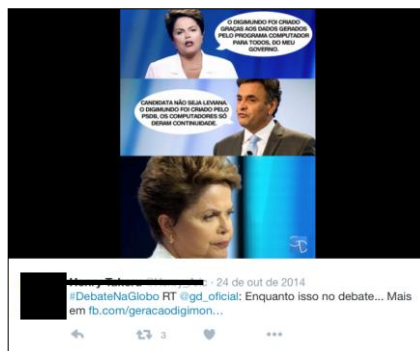 O DIGIMUNDO FOI CRIADO
GRAÇAS AOS DADOS GERADOS
PELO PROGRAMA COMPUTADOR
PARA TODOS, DO MEU
GOVERNO.
CANDIDATA NÃO SEJA LEVIANA.
O DIGIMUNDO FOI CRIADO PELO
PSDB, OS COMPUTADORES SÓ
DERAM CONTINUIDADE.
· 24 de out de 2014
#DebateNaGlobo RT @gd_oficial: Enquanto isso no debate... Mais
em fb.com/geracaodigimon...
3